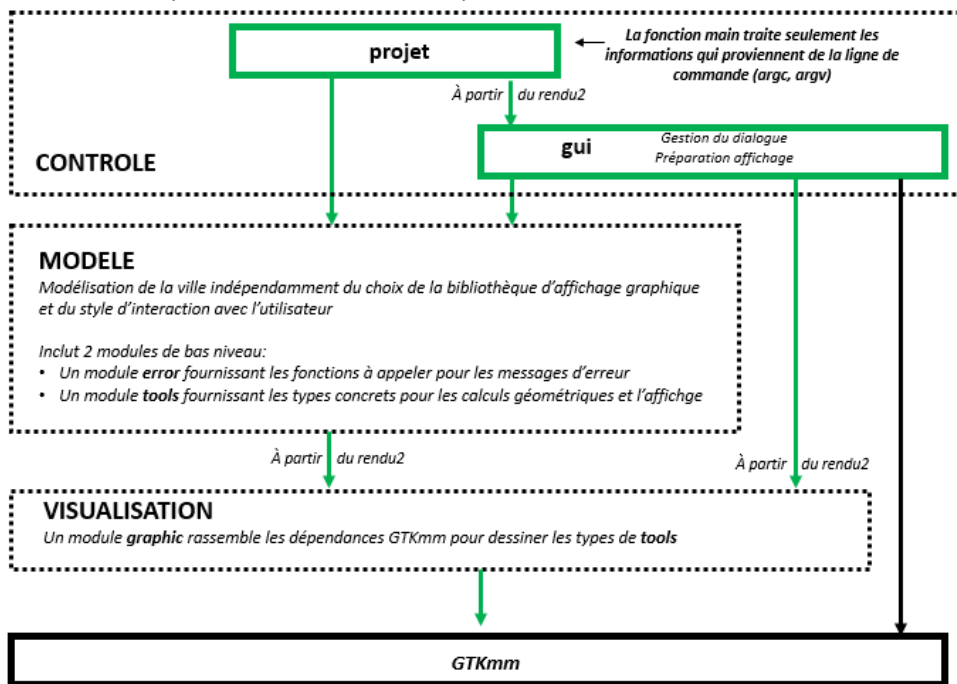 projet
La fonction main traite seulement les
informations qui proviennent de la ligne de
commande (argc, argv)
À partir du rendu2
gui
Gestion du dialogue
Préparation affichage
CONTROLE
MODELE
Modélisation de la ville indépendamment du choix de la bibliothèque d'affichage graphique
et du style d'interaction avec l'utilisateur
Inclut 2 modules de bas niveau:
• Un module error fournissant les fonctions à appeler pour les messages d'erreur
• Un module tools fournissant les types concrets pour les calculs géométriques et l'affichge
À partir du rendu2
À partir du rendu2
VISUALISATION
Un module graphic rassemble les dépendances GTKmm pour dessiner les types de tools
GTKmm